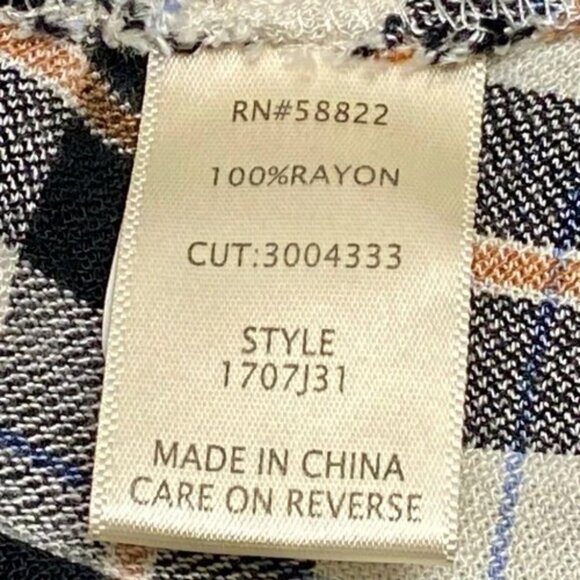 RN#58822
100%RAYON
CUT:3004333
STYLE
1707J31
MADE IN CHINA
CARE ON REVERSE